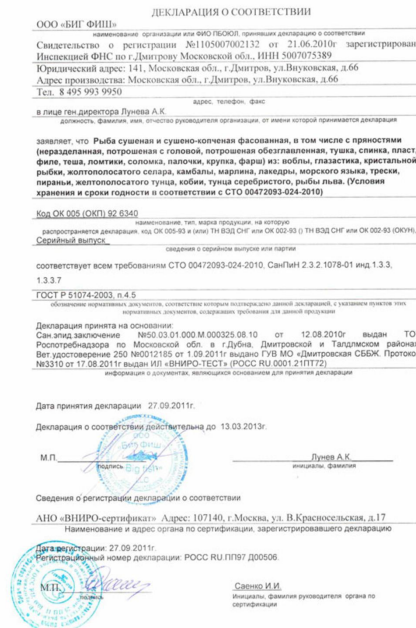 ДЕКЛАРАЦИЯ О СООТВЕТСТВИИ
ООО «БИГ ФИШ»
наименование организации или ФИО ПБОЮЛ, принявших декларацию о соответствии
Свидетельство о регистрации №1105007002132 от 21.06.2010г зарегистрирован
Инспекцией ФНС по г.Дмитрову Московской обл., ИНН 5007075389
Юридический адрес: 141, Московская обл., г.Дмитров, ул.Внуковская, д.66
Адрес производства: Московская обл., г.Дмитров, ул.Внуковская, д.66
Тел. 8 495 993 9950
адрес, телефон, факс
в лице ген.директора Лунева А.К.
должность, фамилия, имя, отчество руководителя организации, от имени которой принимается декларация
заявляет, что Рыба сушеная и сушено-копченая фасованная, в том числе с пряностями
(неразделанная, потрошеная с головой, потрошеная обезглавленная, тушка, спинка, пласт,
филе, теша, ломтики, соломка, палочки, крупка, фарш) из: воблы, глазастика, кристальной
рыбки, желтополосатого селара, камбалы, марлина, лакедры, морского языка, трески,
пираньи, желтополосатого тунца, кобии, тунца серебристого, рыбы льва. (Условия
хранения и сроки годности в соответствии с СТО 00472093-024-2010)
Код ОК 005 (ОКП) 92 6340
наименование, тип, марка продукции, на которую
распространяется декларация, код ОК 005-93 и (или) ТН ВЭД СНГ или ОК 002-93 () ТН ВЭД СНГ или ОК 002-93 (ОКУН),
Серийный выпуск
сведения о серийном выпуске или партии
соответствует всем требованиям СТО 00472093-024-2010, СанПиН 2.3.2.1078-01 инд.1.3.3,
1.3.3.7
ГОСТ Р 51074-2003, п.4.5
обозначение нормативных документов, соответствие которым подтверждено данной декларацией, с указанием пунктов этих
нормативных документов, содержащих требования для данной продукции
Декларация принята на основании:
Сан.эпид.заключение №50.03.01.000.М.000325.08.10 от 12.08.2010г выдан ТО
Роспотребнадзора по Московской обл. в г.Дубна, Дмитровской и Талдомском района
Вет.удостоверение 250 №0012185 от 1.09.2011г выдано ГУВ МО «Дмитровская СББЖ. Протоко
№3310 от 17.08.2011г выдан ИЛ «ВНИРО-ТЕСТ» (РОСС RU.0001.21ПТ72)
информация о документах, являющихся основанием для принятия декларации
Дата принятия декларации 27.09.2011г.
Декларация о соответствии действительна до 13.03.2013г.
ООО
Биг Фиш
Big fish
М.П. Лунев А.К.
подпись инициалы, фамилия
Сведения о регистрации декларации о соответствии
АНО «ВНИРО-сертификат» Адрес: 107140, г.Москва, ул. В.Красносельская, д.17
Наименование и адрес органа по сертификации, зарегистрировавшего декларацию
Дата регистрации: 27.09.2011г.
Регистрационный номер декларации: РОСС RU.ПП97 Д00506
М.П. Саенко И.И.
подпись Инициалы, фамилия руководителя органа по
сертификации